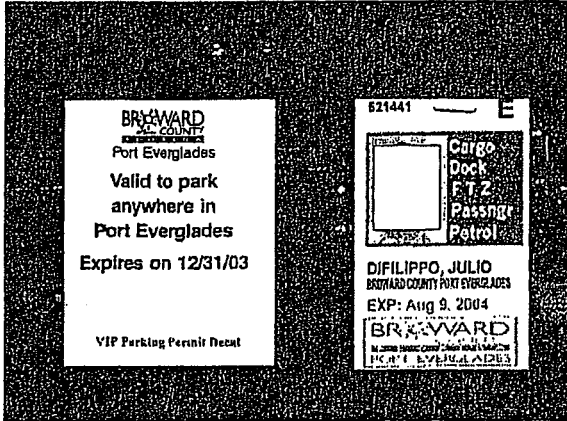 BROWARD
COUNTY
Port Everglades
Valid to park
anywhere in
Port Everglades
Expires on 12/31/03
VIP Parking Permit Decal
621441
E
Cargo
Dock
F T Z
Passngr
Patrol
DIFILIPPO, JULIO
BROWARD COUNTY PORT EVERGLADES
EXP: Aug 9, 2004
BROWARD
PORT EVERGLADES